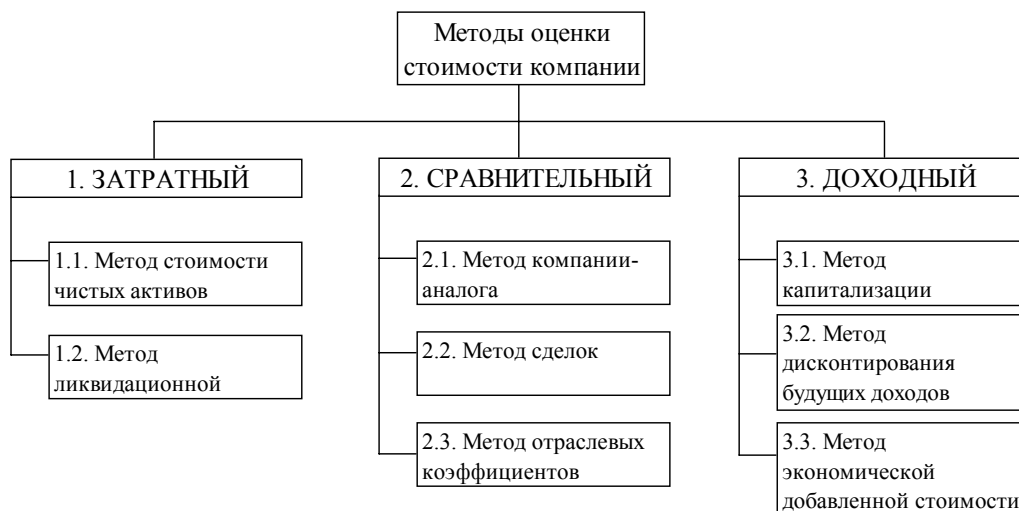 Методы оценки
стоимости компании
1. ЗАТРАТНЫЙ
1.1. Метод стоимости
чистых активов
1.2. Метод
ликвидационной
2. СРАВНИТЕЛЬНЫЙ
2.1. Метод компании-
аналога
2.2. Метод сделок
2.3. Метод отраслевых
коэффициентов
3. ДОХОДНЫЙ
3.1. Метод
капитализации
3.2. Метод
дисконтирования
будущих доходов
3.3. Метод
экономической
добавленной стоимости